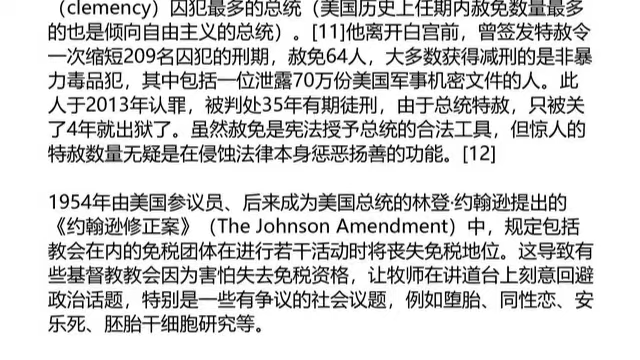 （clemency）囚犯最多的总统（美国历史上任期内赦免数量最多
的也是倾向自由主义的总统）。[11]他离开白宫前，曾签发特赦令
一次缩短209名囚犯的刑期，赦免64人，大多数获得减刑的是非暴
力毒品犯，其中包括一位泄露70万份美国军事机密文件的人。此
人于2013年认罪，被判处35年有期徒刑，由于总统特赦，只被关
了4年就出狱了。虽然赦免是宪法授予总统的合法工具，但惊人的
特赦数量无疑是在侵蚀法律本身惩恶扬善的功能。[12]
1954年由美国参议员、后来成为美国总统的林登·约翰逊提出的
《约翰逊修正案》（The Johnson Amendment）中，规定包括
教会在内的免税团体在进行若干活动时将丧失免税地位。这导致有
些基督教教会因为害怕失去免税资格，让牧师在讲道台上刻意回避
政治话题，特别是一些有争议的社会议题，例如堕胎、同性恋、安
乐死、胚胎干细胞研究等。